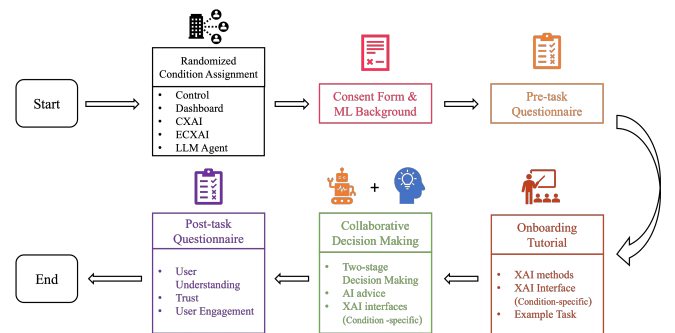 Start
Randomized
Condition Assignment
• Control
• Dashboard
• CXAI
• ECXAI
• LLM Agent
Consent Form &
ML Background
Pre-task
Questionnaire
Onboarding
Tutorial
• XAI methods
• XAI Interface
(Condition-specific)
• Example Task
+
Collaborative
Decision Making
• Two-stage
Decision Making
• AI advice
• XAI interfaces
(Condition -specific)
Post-task
Questionnaire
• User
Understanding
• Trust
• User Engagement
End